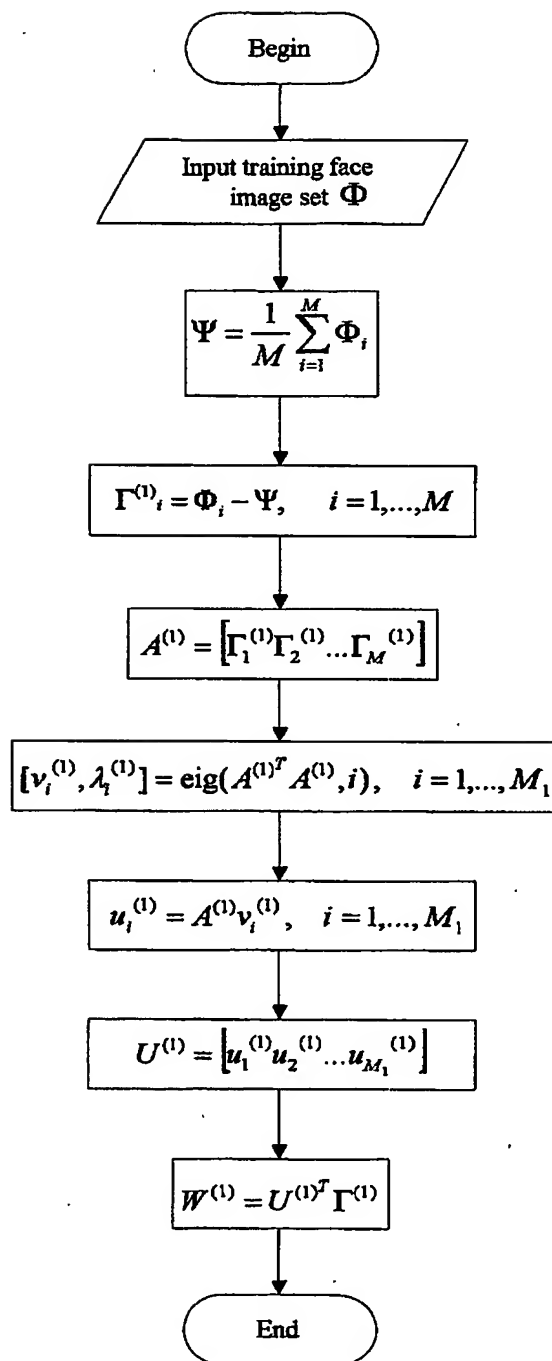 Begin
Input training face
image set Φ
Ψ = \frac{1}{M} \sum_{i=1}^{M} Φ_i
Γ^{(1)}_i = Φ_i − Ψ,   i = 1,...,M
A^{(1)} = [Γ_1^{(1)} Γ_2^{(1)} ... Γ_M^{(1)}]
[v_i^{(1)}, λ_i^{(1)}] = eig(A^{(1)^T} A^{(1)}, i),   i = 1,...,M_1
u_i^{(1)} = A^{(1)} v_i^{(1)},   i = 1,...,M_1
U^{(1)} = [u_1^{(1)} u_2^{(1)} ... u_{M_1}^{(1)}]
W^{(1)} = U^{(1)^T} Γ^{(1)}
End